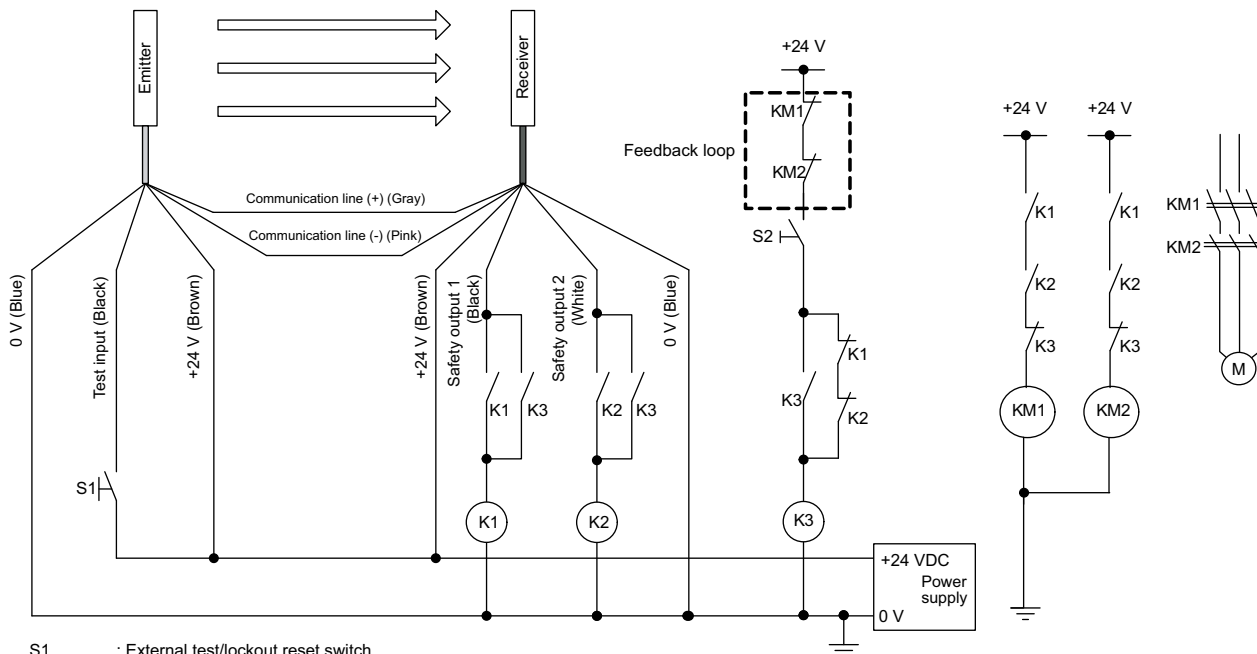 Emitter
Receiver
+24 V
KM1
KM2
Feedback loop
S2
K3
K1
K2
K3
+24 V
+24 V
K1
K1
K2
K2
K3
K3
KM1
KM2
KM1
KM2
M
Communication line (+) (Gray)
Communication line (-) (Pink)
0 V (Blue)
Test input (Black)
+24 V (Brown)
+24 V (Brown)
Safety output 1
(Black)
Safety output 2
(White)
0 V (Blue)
K1
K3
K2
K3
S1
K1
K2
+24 VDC
Power
supply
0 V
S1 : External test/lockout reset switch